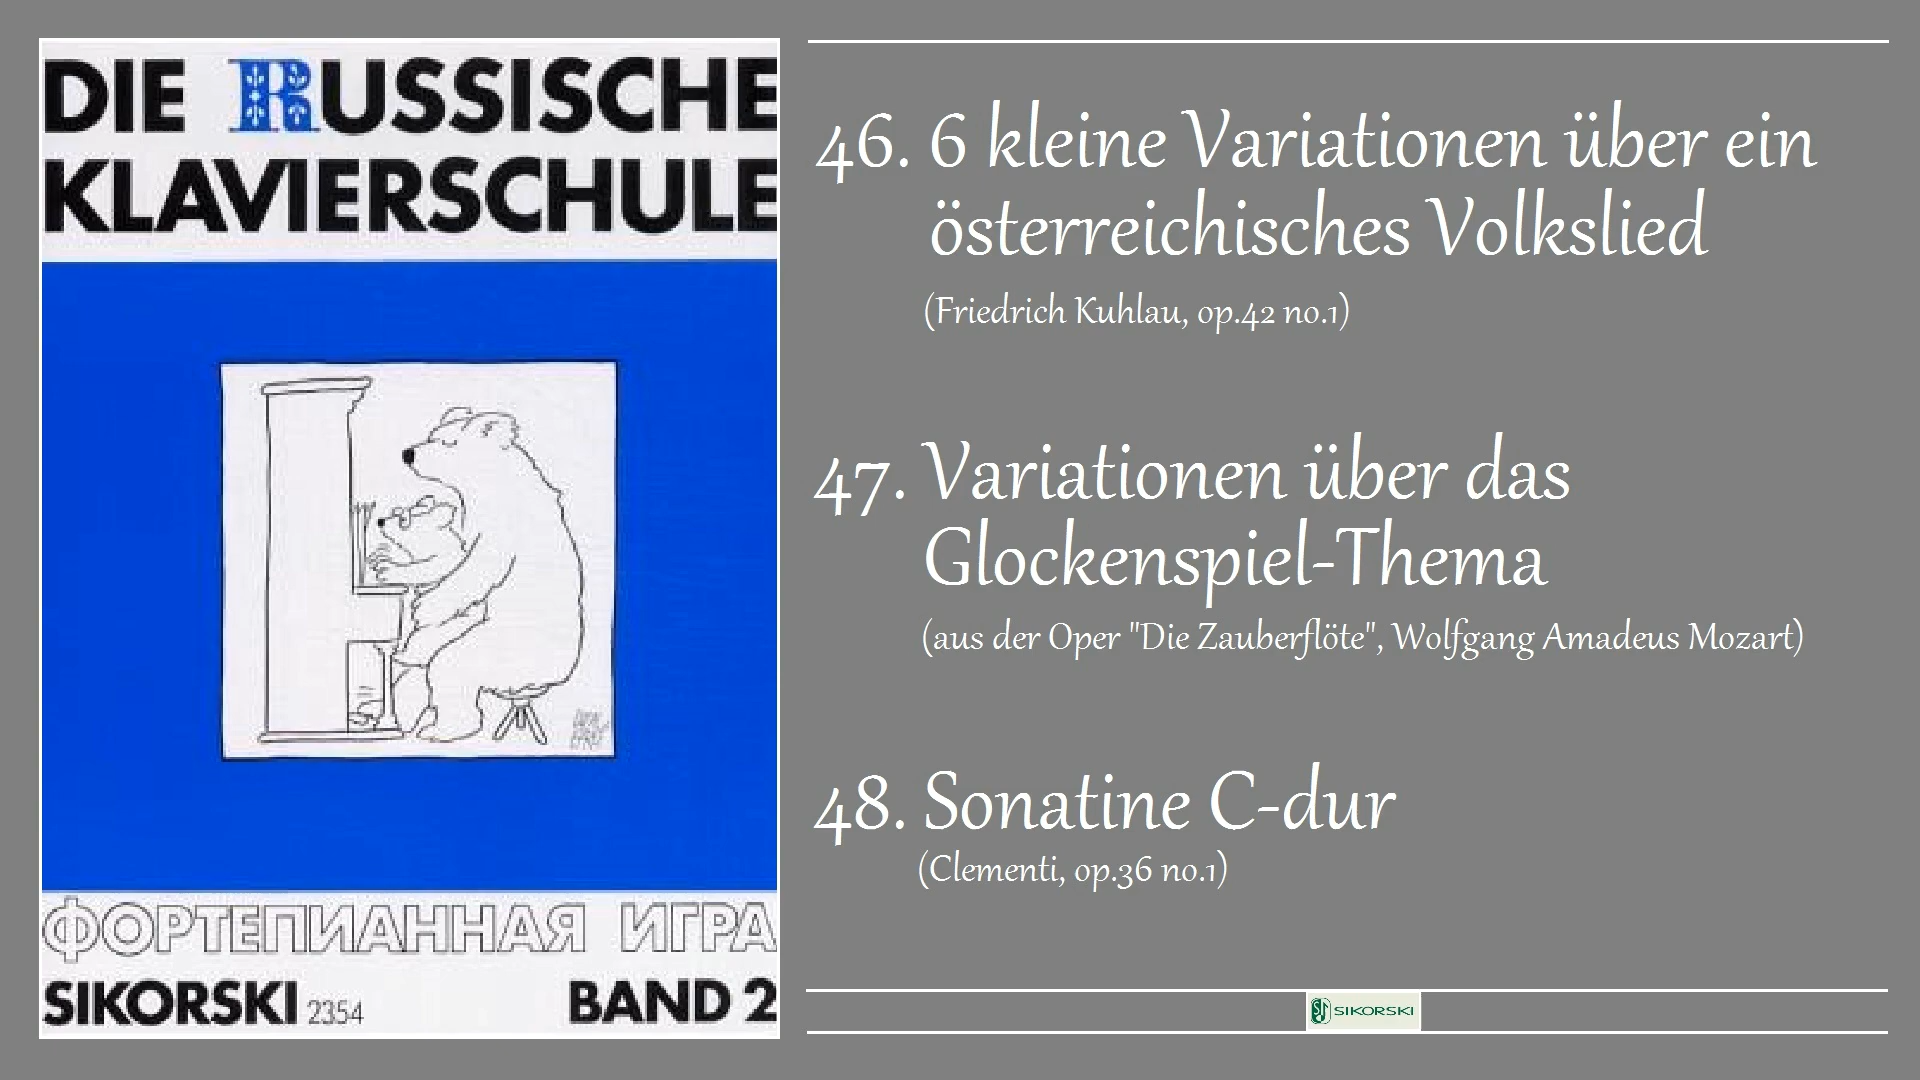 DIE RUSSISCHE
KLAVIERSCHULE
ФОРТЕПИАННАЯ ИГРА
SIKORSKI 2354 BAND 2
46. 6 kleine Variationen über ein
österreichisches Volkslied
(Friedrich Kuhlau, op.42 no.1)
47. Variationen über das
Glockenspiel-Thema
(aus der Oper "Die Zauberflöte", Wolfgang Amadeus Mozart)
48. Sonatine C-dur
(Clementi, op.36 no.1)
SIKORSKI